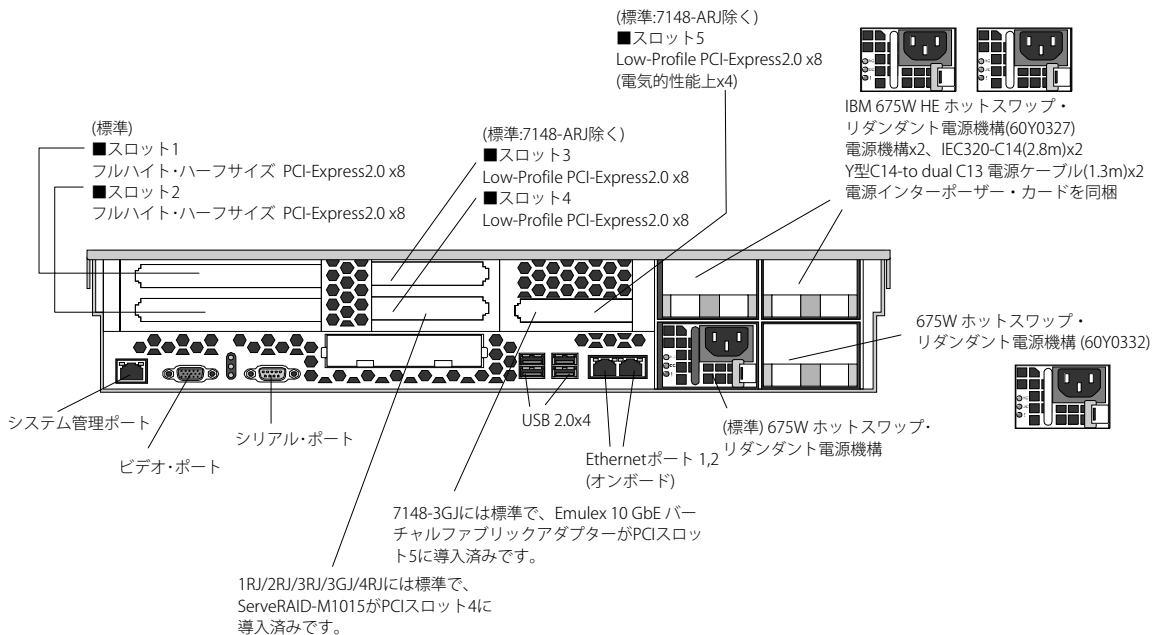 (標準:7148-ARJ除く)
■スロット5
Low-Profile PCI-Express2.0 x8
(電気的性能上x4)
IBM 675W HE ホットスワップ・
リダンダント電源機構(60Y0327)
電源機構x2、IEC320-C14(2.8m)x2
Y型C14-to dual C13 電源ケーブル(1.3m)x2
電源インターポーザー・カードを同梱
(標準)
■スロット1
フルハイト・ハーフサイズ PCI-Express2.0 x8
■スロット2
フルハイト・ハーフサイズ PCI-Express2.0 x8
(標準:7148-ARJ除く)
■スロット3
Low-Profile PCI-Express2.0 x8
■スロット4
Low-Profile PCI-Express2.0 x8
675W ホットスワップ・
リダンダント電源機構 (60Y0332)
システム管理ポート
ビデオ・ポート
シリアル・ポート
USB 2.0x4
Ethernetポート 1,2
(オンボード)
(標準) 675W ホットスワップ・
リダンダント電源機構
7148-3GJには標準で、Emulex 10 GbE バー
チャルファブリックアダプターがPCIスロッ
ト5に導入済みです。
1RJ/2RJ/3RJ/3GJ/4RJには標準で、
ServeRAID-M1015がPCIスロット4に
導入済みです。